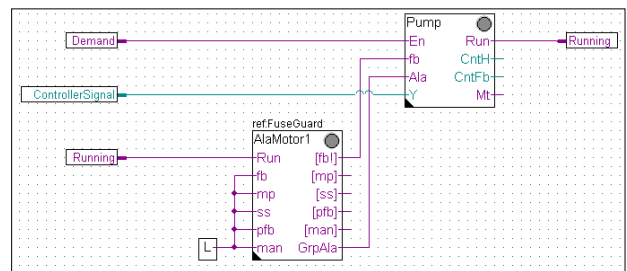 Pump
Demand En Run Running
fb CntH
Ala CntFb
ControllerSignal Y Mt
ref.FuseGuard
AlaMotor1
Running Run [fb!]
fb [mp]
mp [ss]
ss [pfb]
pfb [man]
L man GrpAla